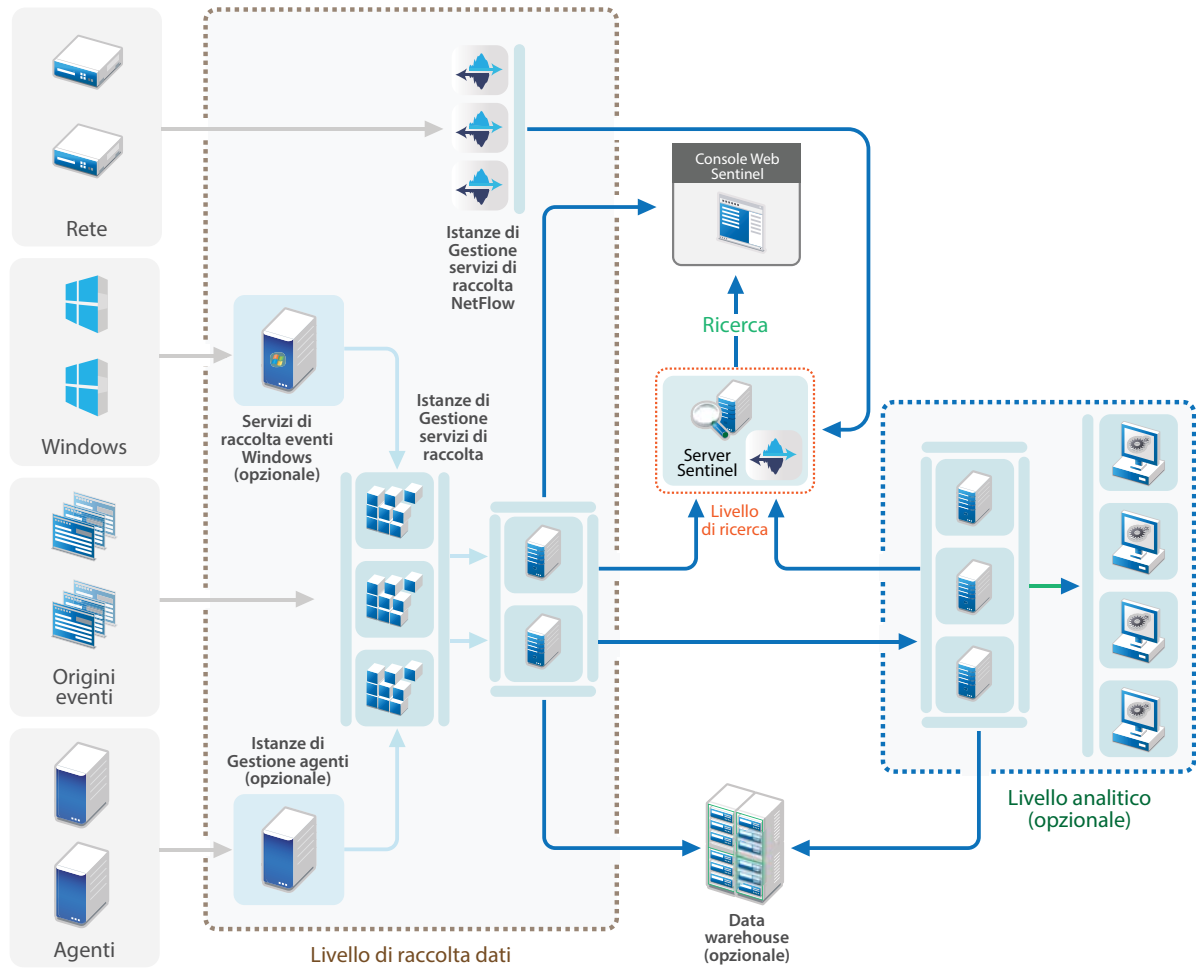 Rete
Windows
Origini
eventi
Agenti
Istanze di
Gestione
servizi di
raccolta
NetFlow
Servizi di
raccolta eventi
Windows
(opzionale)
Istanze di
Gestione
servizi di
raccolta
Istanze di
Gestione agenti
(opzionale)
Livello di raccolta dati
Console Web
Sentinel
Ricerca
Server
Sentinel
Livello
di ricerca
Data
warehouse
(opzionale)
Livello analitico
(opzionale)